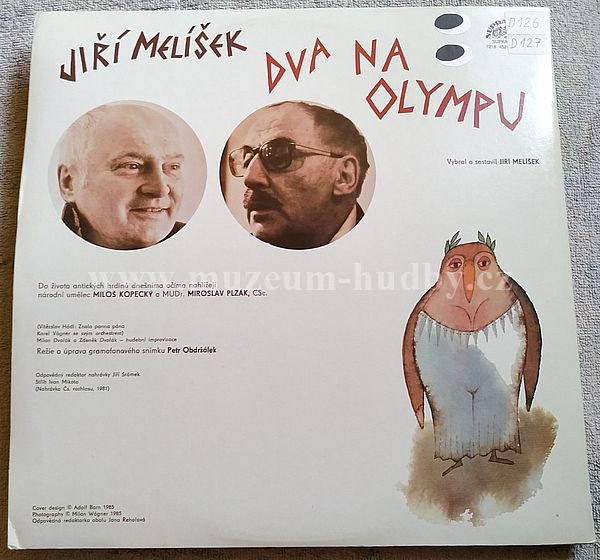 JIŘÍ MELÍŠEK
DVA NA
OLYMPU
SUPRAPHON
D126
D127
Vybral a sestavil JIŘÍ MELÍŠEK
www.muzeum-hudby.cz
Do života antických hrdinů dnešníma očima nahlížejí
národní umělec MILOŠ KOPECKÝ a MUDr. MIROSLAV PLZÁK, CSc.
(Vítězslav Hádl: Znala panna pána
Karel Vágner se svým orchestrem)
Milan Dvořák a Zdeněk Dvořák – hudební improvizace
Režie a úprava gramofonového snímku Petr Obdržálek
Odpovědný redaktor nahrávky Jiří Šrámek
Střih Ivan Mikota
(Nahrávka Čs. rozhlasu, 1981)
Cover design © Adolf Born 1985
Photography © Milan Wágner 1985
Odpovědná redaktorka obalu Jana Řehořová